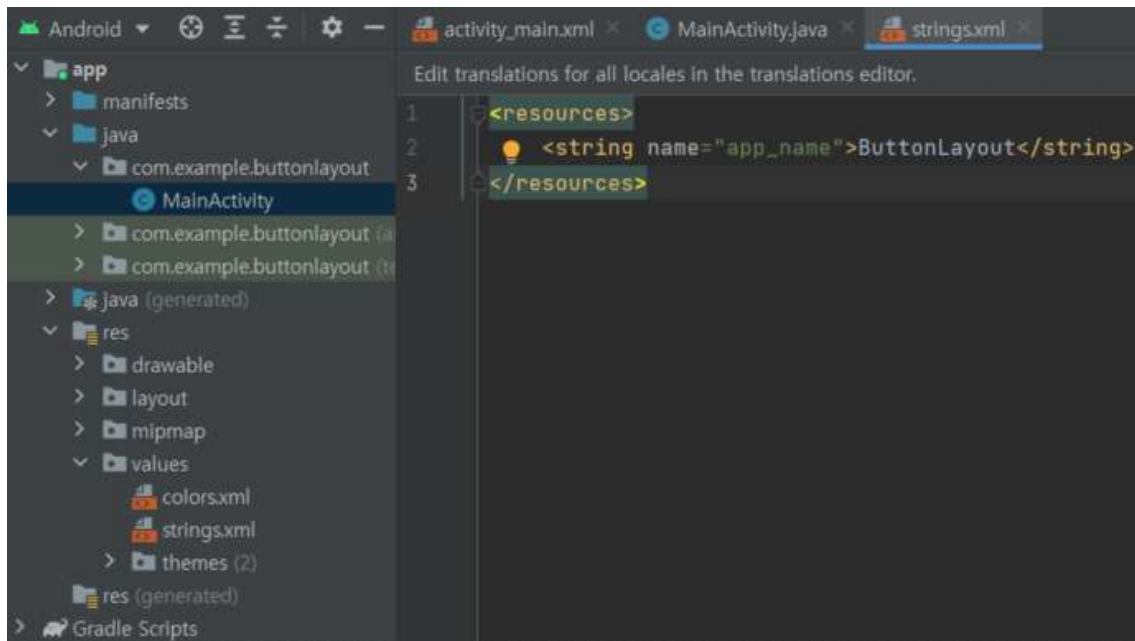 Android
app
manifests
java
com.example.buttonlayout
MainActivity
com.example.buttonlayout
com.example.buttonlayout
java (generated)
res
drawable
layout
mipmap
values
colors.xml
strings.xml
themes (2)
res (generated)
Gradle Scripts
activity_main.xml MainActivity.java strings.xml
Edit translations for all locales in the translations editor.
1 <resources>
2 <string name="app_name">ButtonLayout</string>
3 </resources>